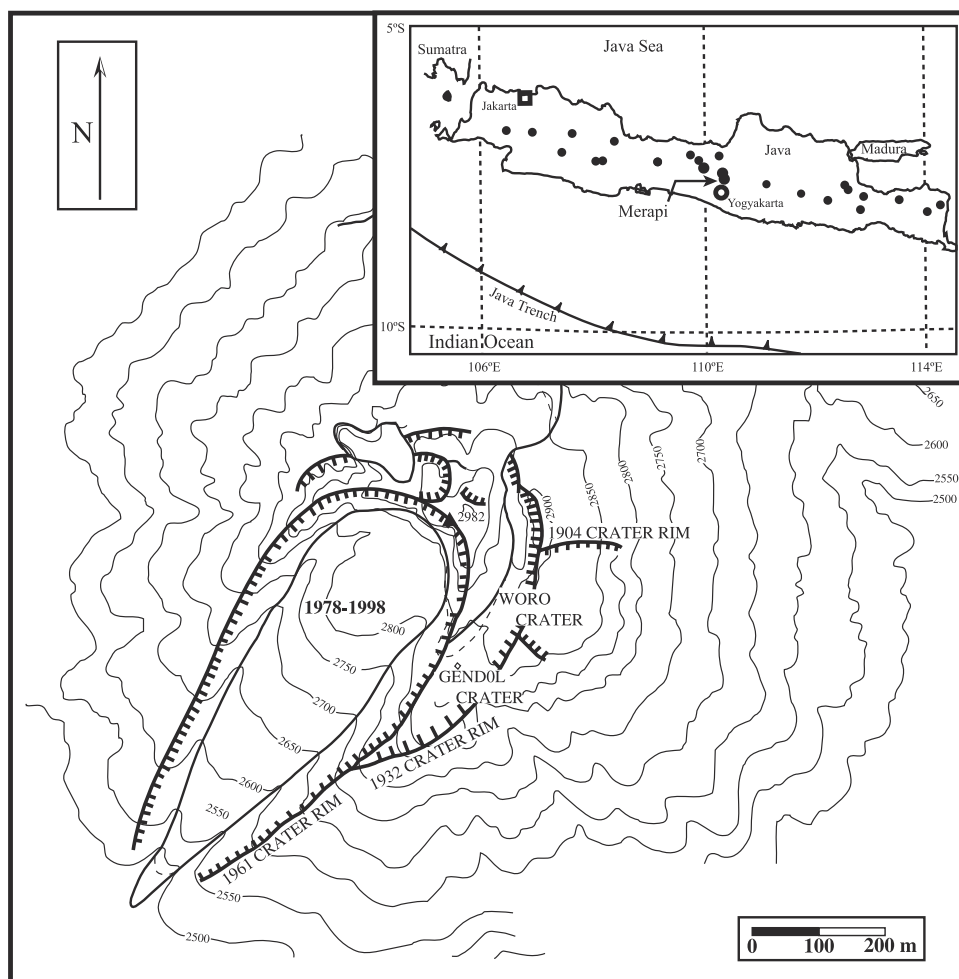 N
5ºS
Java Sea
Sumatra
Jakarta
Java
Madura
Merapi
Yogyakarta
Java Trench
10ºS
Indian Ocean
106ºE
110ºE
114ºE
2650
2600
2550
2500
2700
2750
2800
2850
2900
2982
1904 CRATER RIM
WORO
CRATER
1978-1998
2800
GEND0L
CRATER
2750
2700
1932 CRATER RIM
2650
2600
2550
1961 CRATER RIM
2550
2500
0 100 200 m